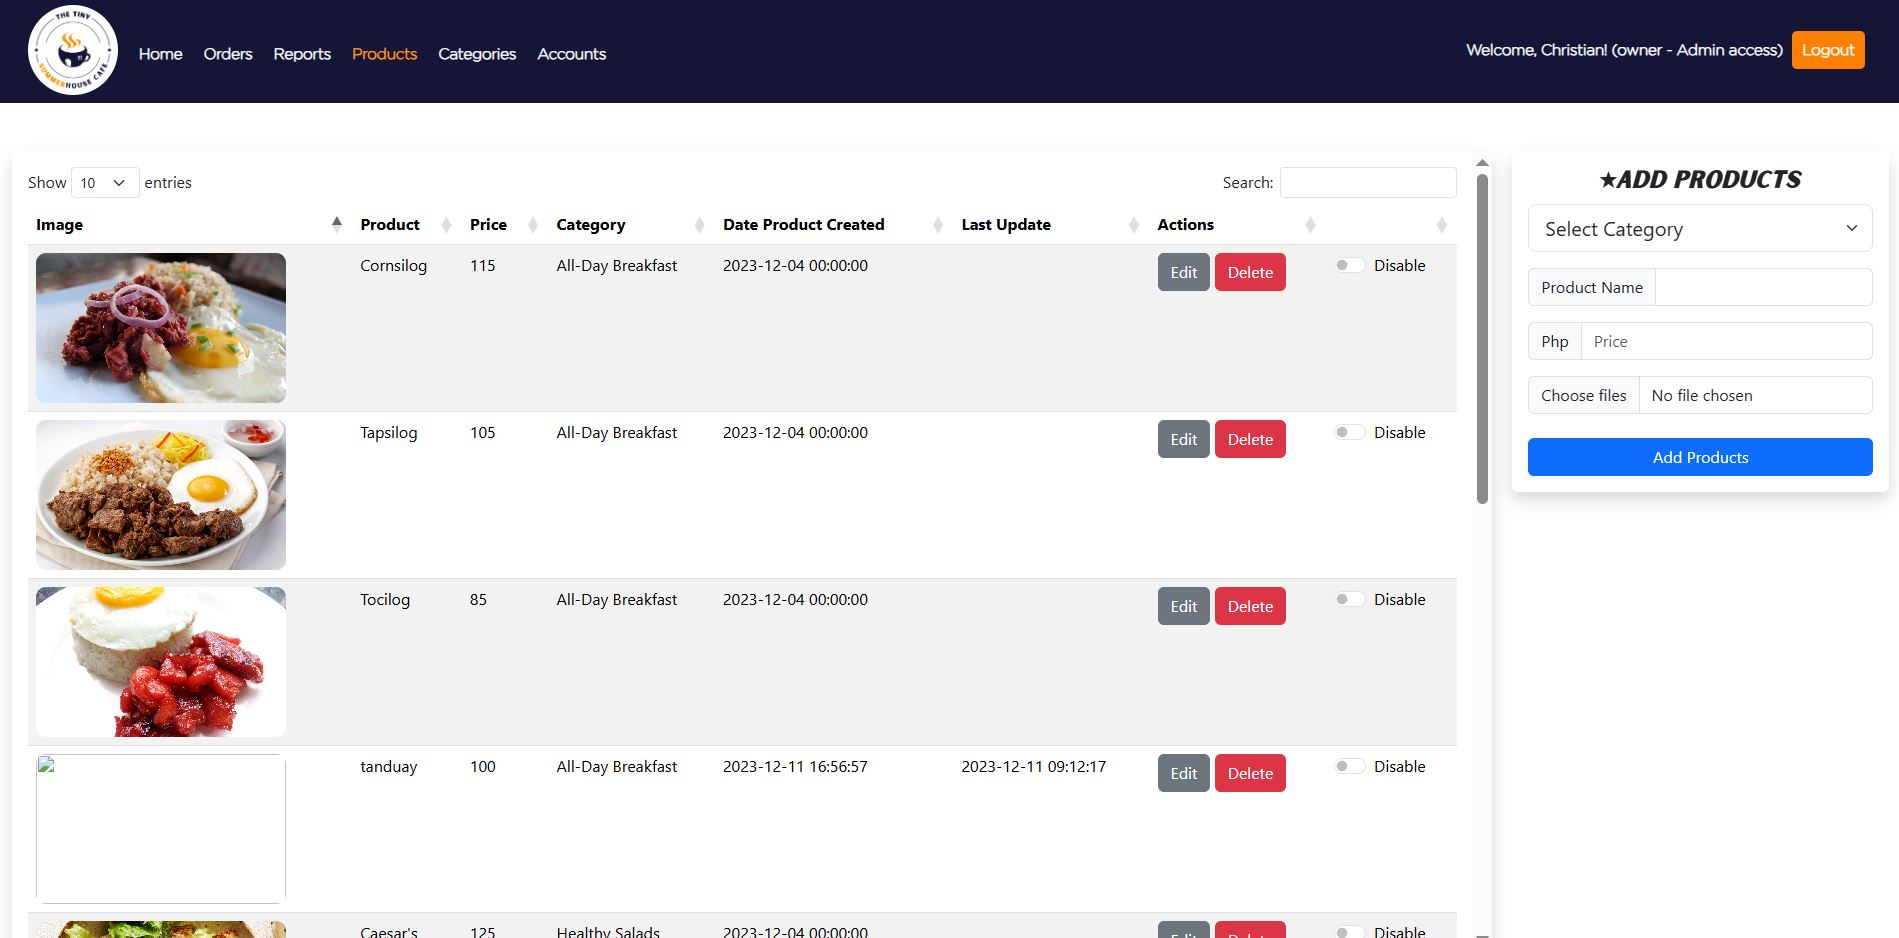 THE TINY
SUMMERHOUSE CAFE
Home Orders Reports Products Categories Accounts
Welcome, Christian! (owner - Admin access) Logout
Show 10 entries
Search:
Image Product Price Category Date Product Created Last Update Actions
Cornsilog 115 All-Day Breakfast 2023-12-04 00:00:00 Edit Delete Disable
Tapsilog 105 All-Day Breakfast 2023-12-04 00:00:00 Edit Delete Disable
Tocilog 85 All-Day Breakfast 2023-12-04 00:00:00 Edit Delete Disable
tanduay 100 All-Day Breakfast 2023-12-11 16:56:57 2023-12-11 09:12:17 Edit Delete Disable
Caesar's 125 Healthy Salads 2023-12-04 00:00:00 Edit Delete Disable
★ADD PRODUCTS
Select Category
Product Name
Php Price
Choose files No file chosen
Add Products